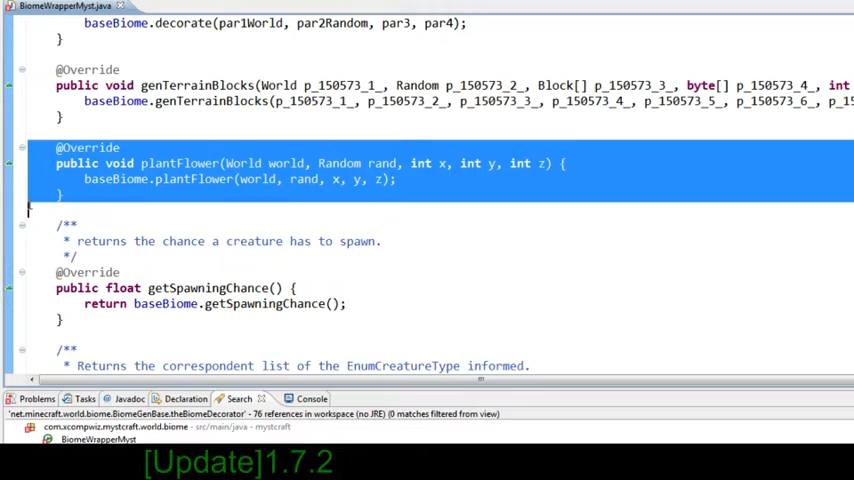 BiomeWrapperMyst.java
baseBiome.decorate(par1World, par2Random, par3, par4);
}
@Override
public void genTerrainBlocks(World p_150573_1_, Random p_150573_2_, Block[] p_150573_3_, byte[] p_150573_4_, int
baseBiome.genTerrainBlocks(p_150573_1_, p_150573_2_, p_150573_3_, p_150573_4_, p_150573_5_, p_150573_6_, p_15
}
@Override
public void plantFlower(World world, Random rand, int x, int y, int z) {
baseBiome.plantFlower(world, rand, x, y, z);
}
/**
* returns the chance a creature has to spawn.
*/
@Override
public float getSpawningChance() {
return baseBiome.getSpawningChance();
}
/**
* Returns the correspondent list of the EnumCreatureType informed.
Problems Tasks @ Javadoc Declaration Search Console
'net.minecraft.world.biome.BiomeGenBase.theBiomeDecorator' - 76 references in workspace (no JRE) (0 matches filtered from view)
com.xcompwiz.mystcraft.world.biome - src/main/java - mystcraft
BiomeWrapperMyst
[Update]1.7.2